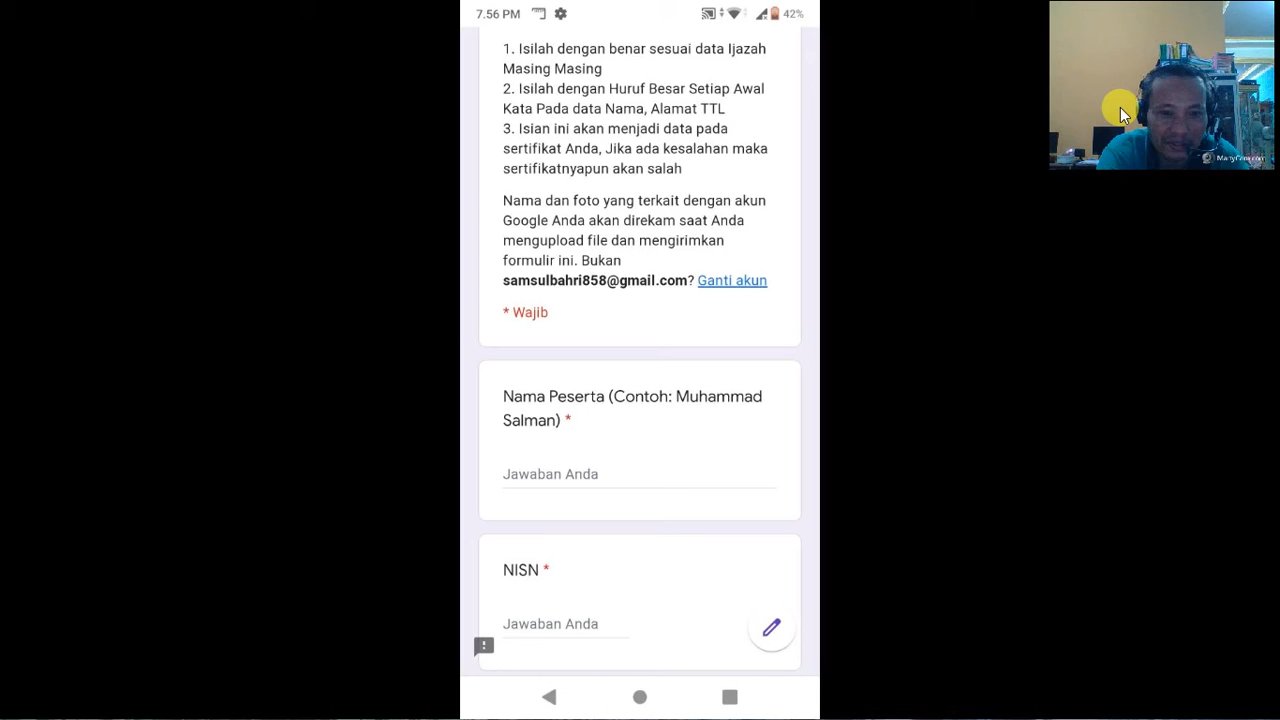 7.56 PM
42%
1. Isilah dengan benar sesuai data Ijazah
Masing Masing
2. Isilah dengan Huruf Besar Setiap Awal
Kata Pada data Nama, Alamat TTL
3. Isian ini akan menjadi data pada
sertifikat Anda, Jika ada kesalahan maka
sertifikatnyapun akan salah
Nama dan foto yang terkait dengan akun
Google Anda akan direkam saat Anda
mengupload file dan mengirimkan
formulir ini. Bukan
samsulbahri858@gmail.com? Ganti akun
* Wajib
Nama Peserta (Contoh: Muhammad
Salman) *
Jawaban Anda
NISN *
Jawaban Anda
ManyCam.com